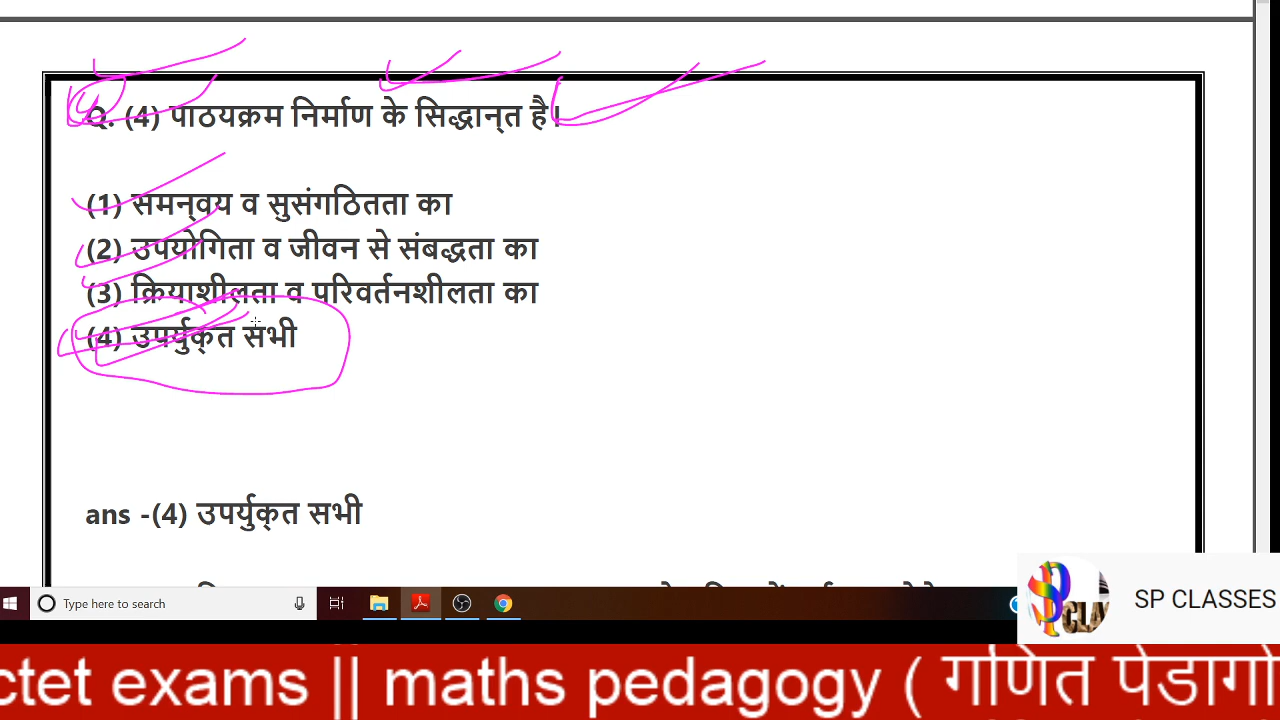 Q. (4) पाठयक्रम निर्माण के सिद्धान्त है।
(1) समन्वय व सुसंगठितता का
(2) उपयोगिता व जीवन से संबद्धता का
(3) क्रियाशीलता व परिवर्तनशीलता का
(4) उपर्युक्त सभी
ans -(4) उपर्युक्त सभी
Type here to search
SP CLASSES
ctet exams || maths pedagogy ( गणित पेडागो